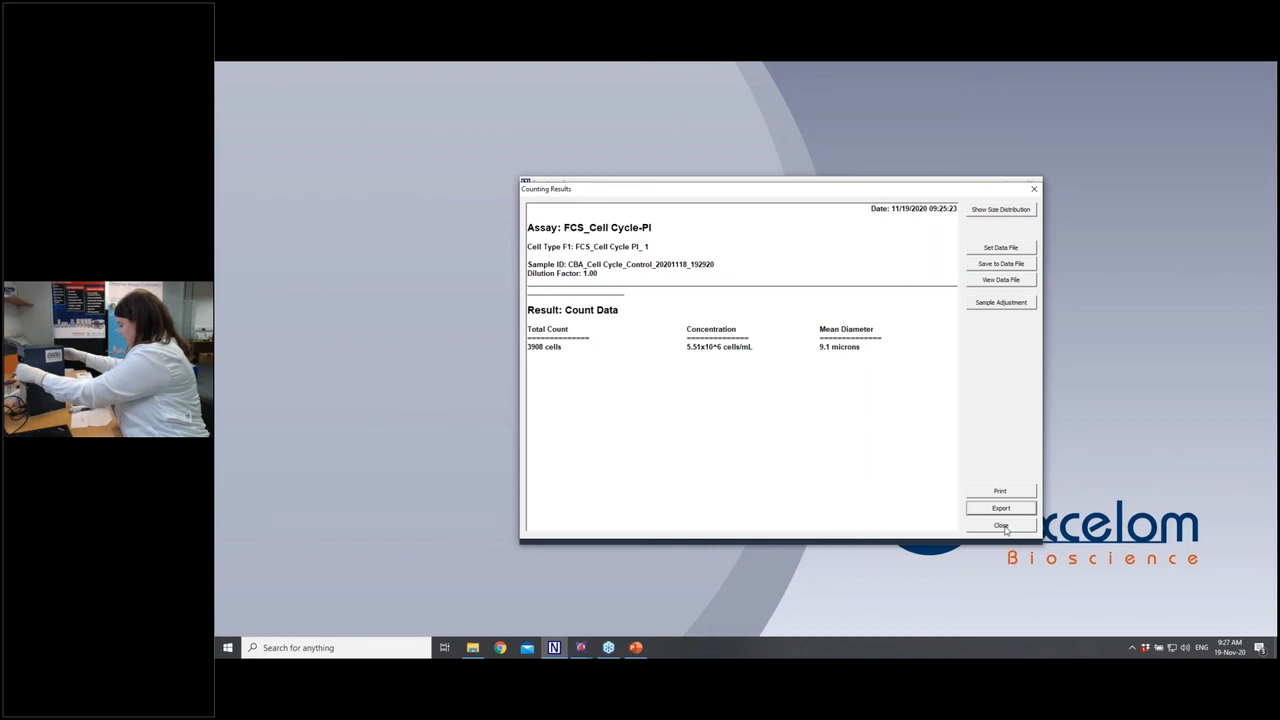 Counting Results
Date: 11/19/2020 09:25:23
Assay: FCS_Cell Cycle-PI
Cell Type F1: FCS_Cell Cycle PI_ 1
Sample ID: CBA_Cell Cycle_Control_20201118_192920
Dilution Factor: 1.00
Result: Count Data
Total Count Concentration Mean Diameter
============== ============== ==============
3908 cells 5.51x10^6 cells/mL 9.1 microns
Show Size Distribution
Set Data File
Save to Data File
View Data File
Sample Adjustment
Print
Export
Close
xcelom
Bioscience
N
Search for anything
ENG
9:27 AM
19-Nov-20